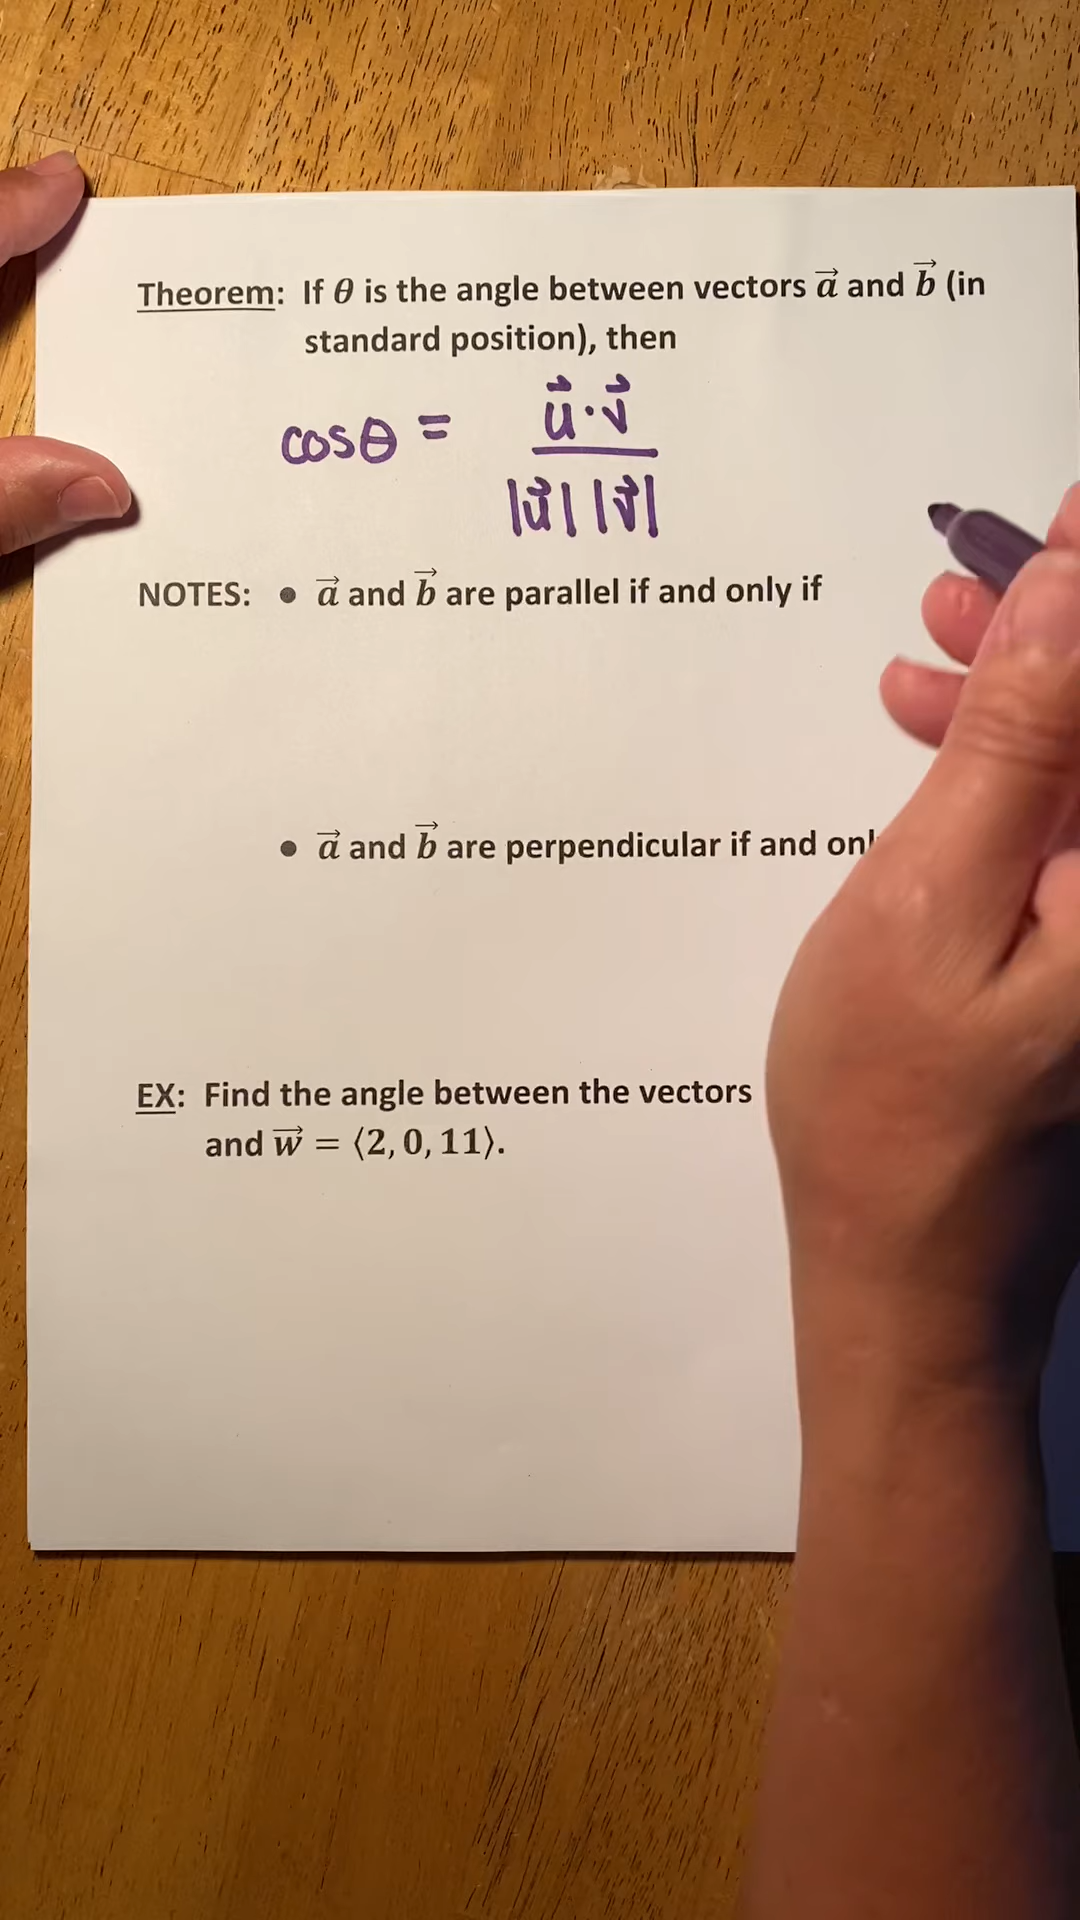 Theorem: If θ is the angle between vectors a⃗ and b⃗ (in
standard position), then
cosθ = u⃗·v⃗
|u⃗| |v⃗|
NOTES: • a⃗ and b⃗ are parallel if and only if
• a⃗ and b⃗ are perpendicular if and
EX: Find the angle between the vectors
and w⃗ = ⟨2, 0, 11⟩.